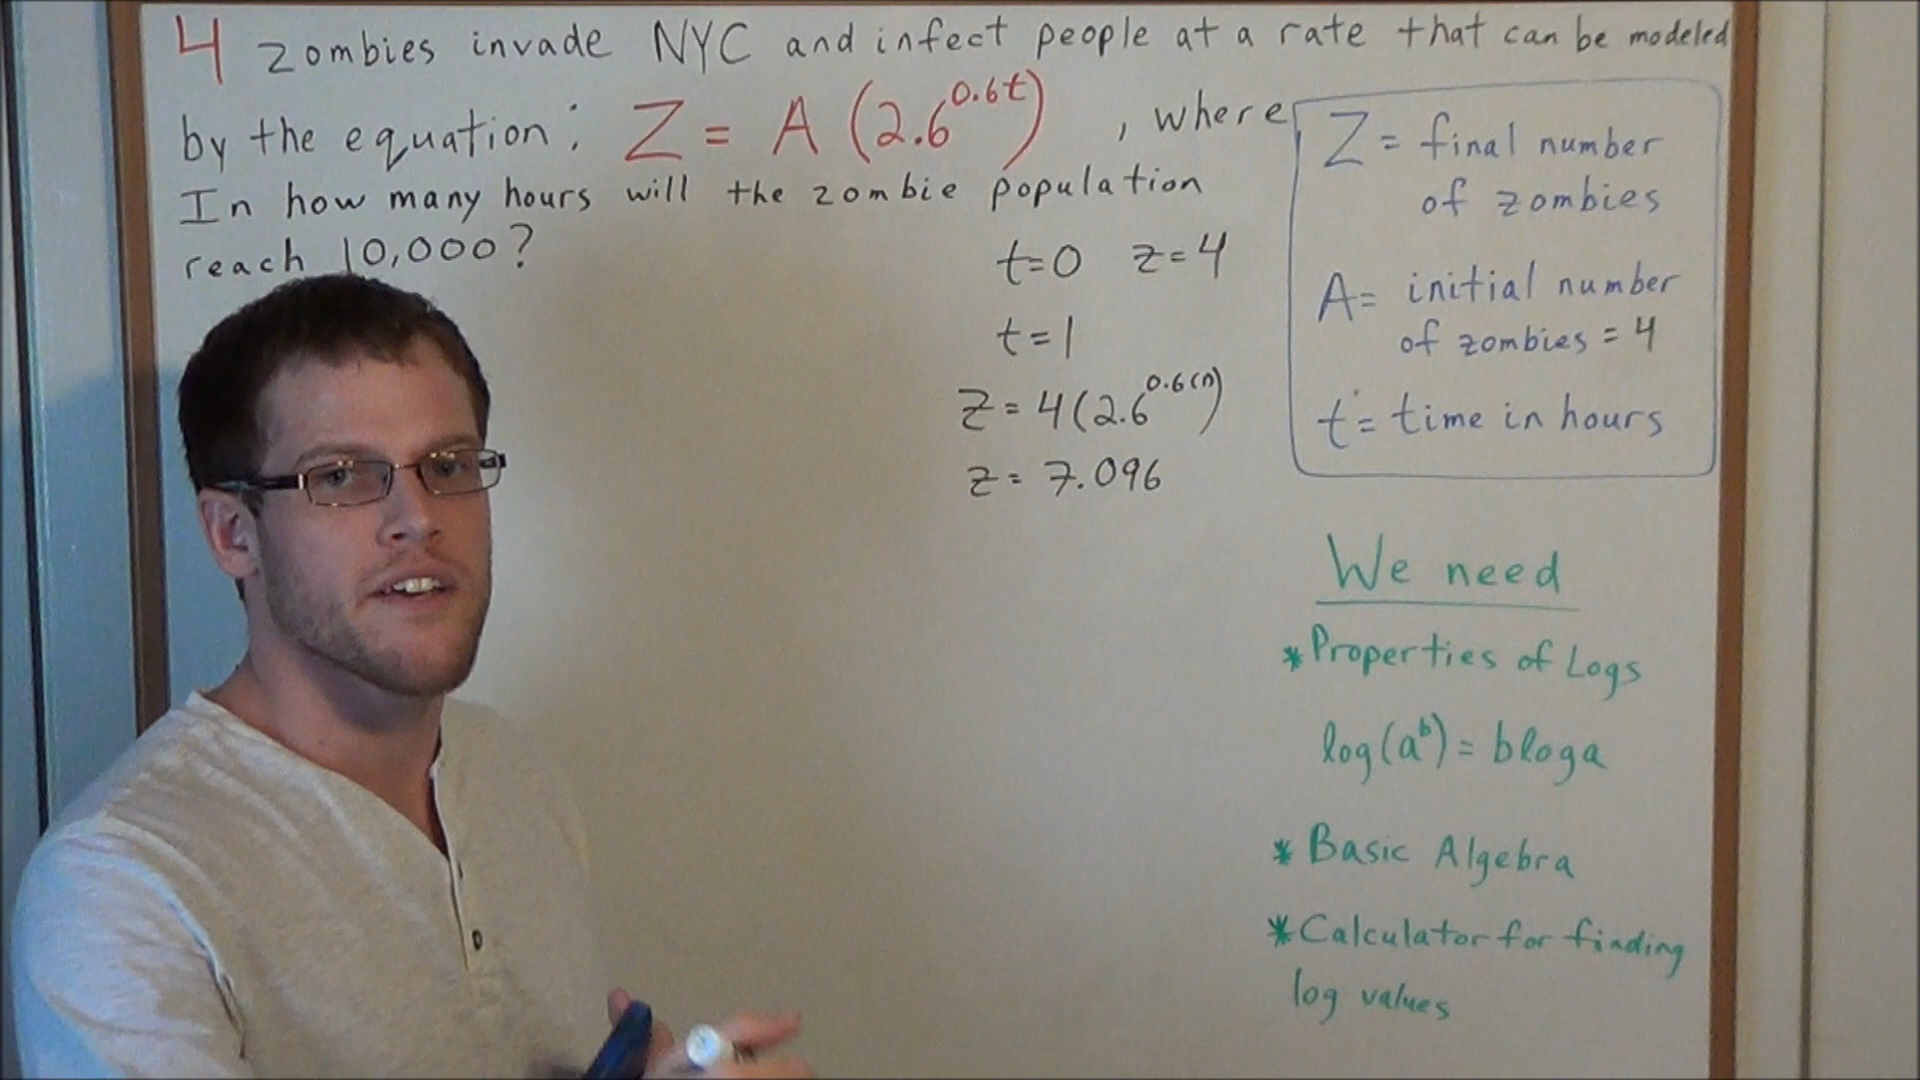 4 zombies invade NYC and infect people at a rate that can be modeled
by the equation: Z = A (2.6^0.6t) , where
In how many hours will the zombie population
reach 10,000?
t=0 z=4
t=1
Z = 4(2.6^0.6(1))
z = 7.096
Z = final number
of zombies
A= initial number
of zombies = 4
t = time in hours
We need
*Properties of Logs
log(a^b) = bloga
* Basic Algebra
*Calculator for finding
log values